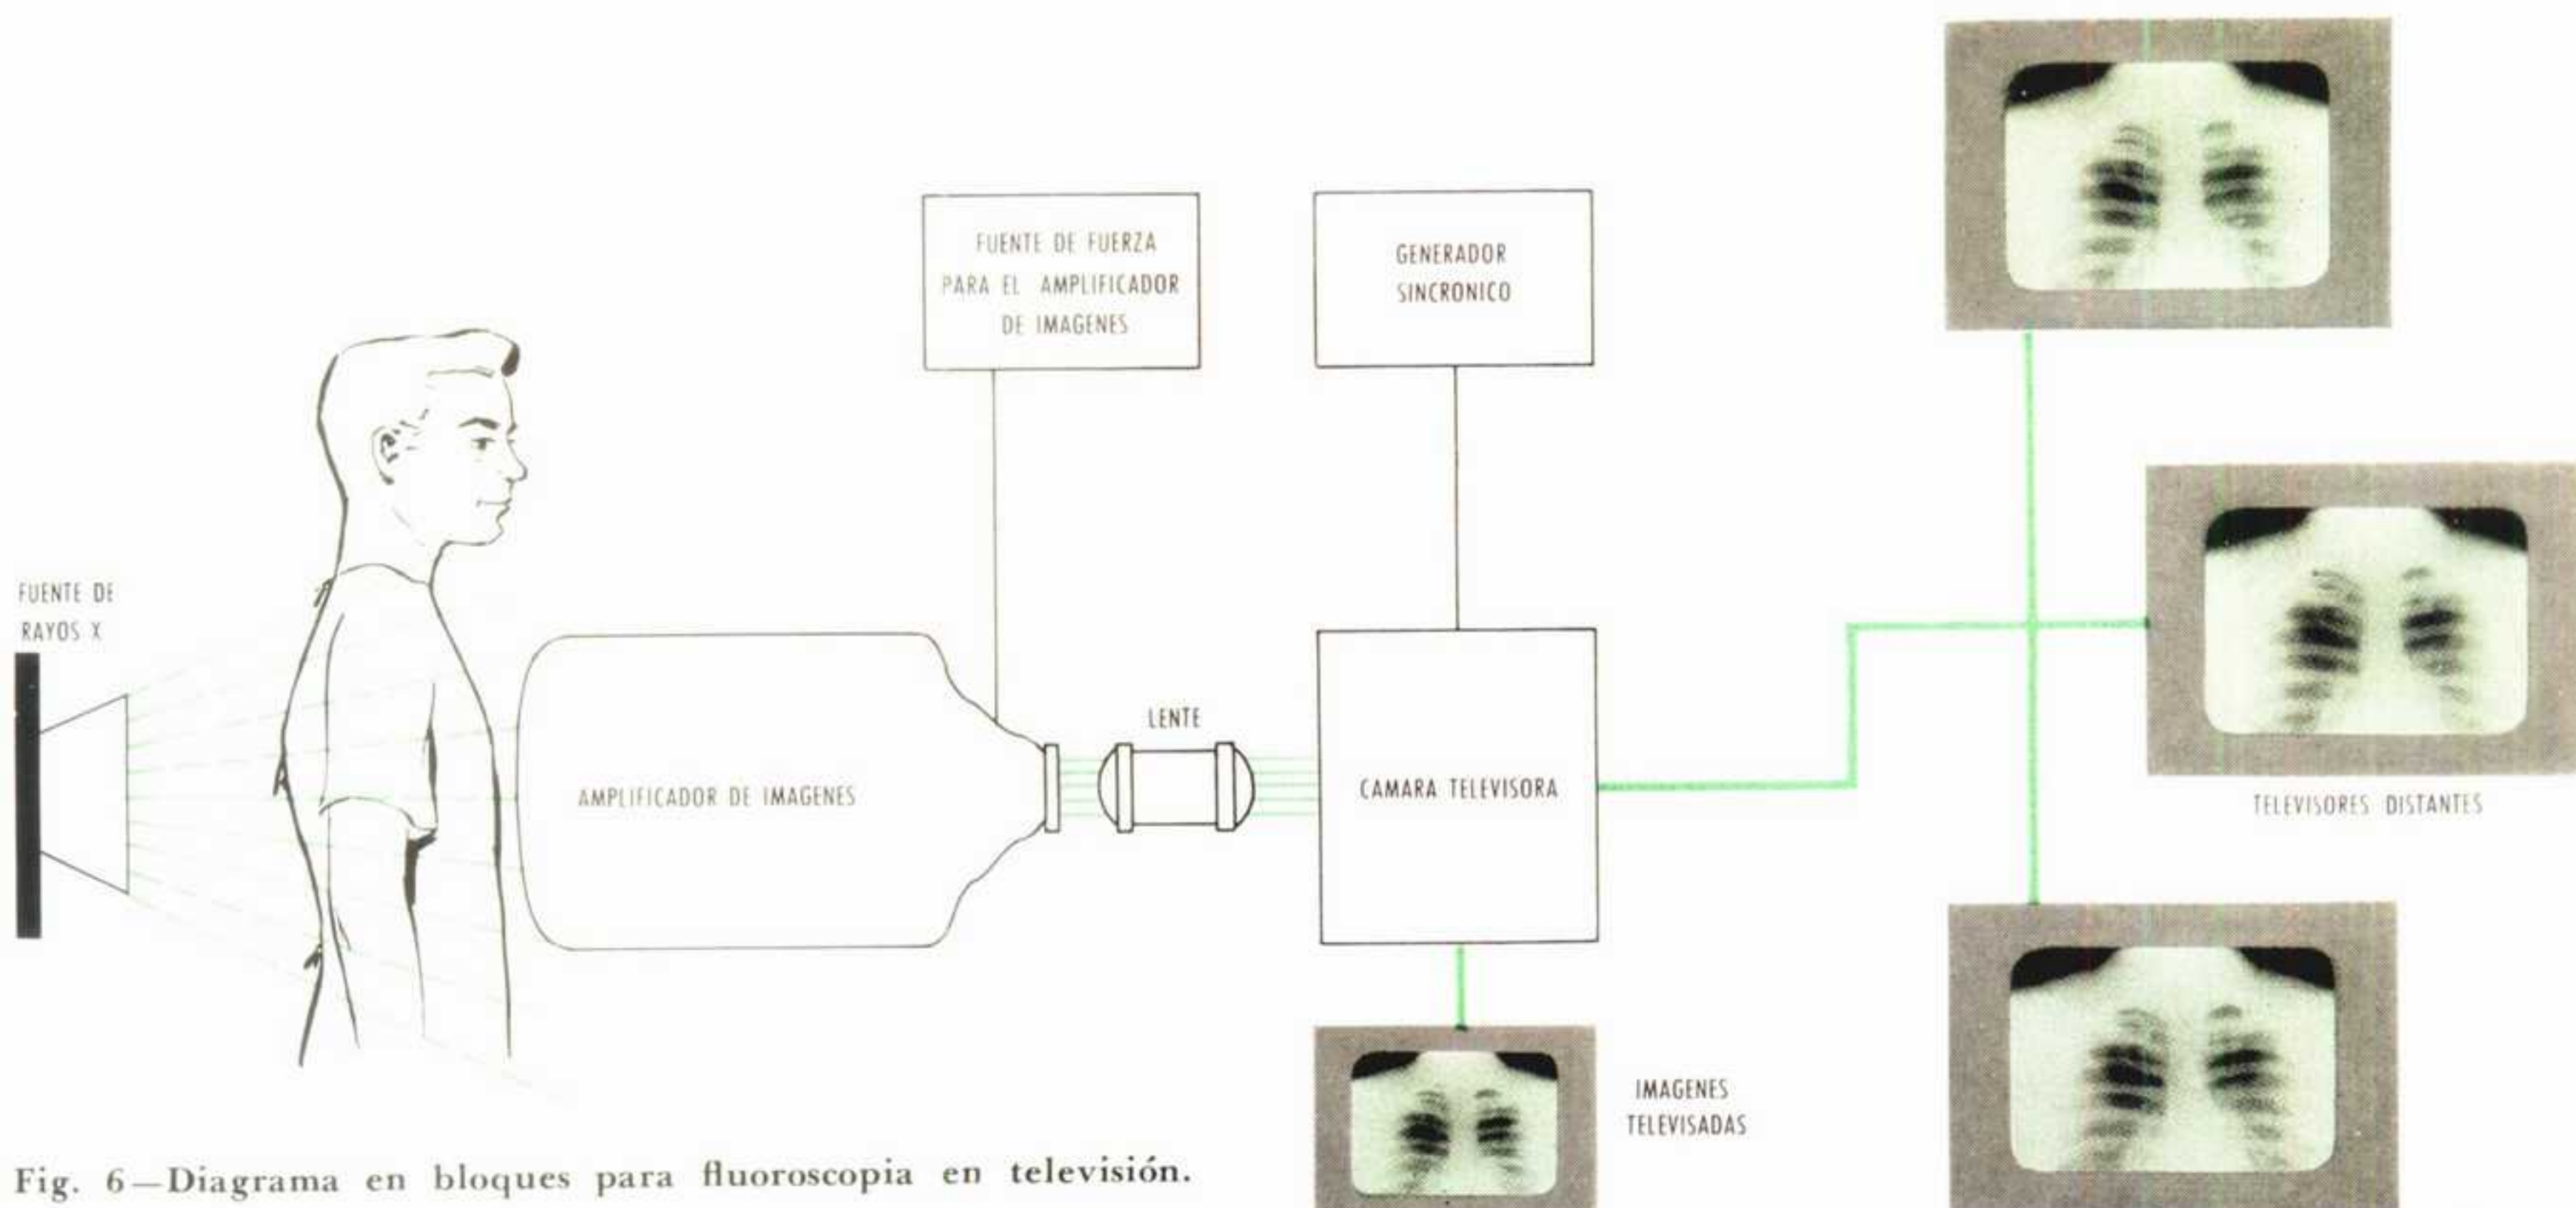 FUENTE DE FUERZA
PARA EL AMPLIFICADOR
DE IMAGENES
GENERADOR
SINCRONICO
FUENTE DE
RAYOS X
LENTE
AMPLIFICADOR DE IMAGENES
CAMARA TELEVISORA
TELEVISORES DISTANTES
IMAGENES
TELEVISADAS
Fig. 6—Diagrama en bloques para fluoroscopia en televisión.